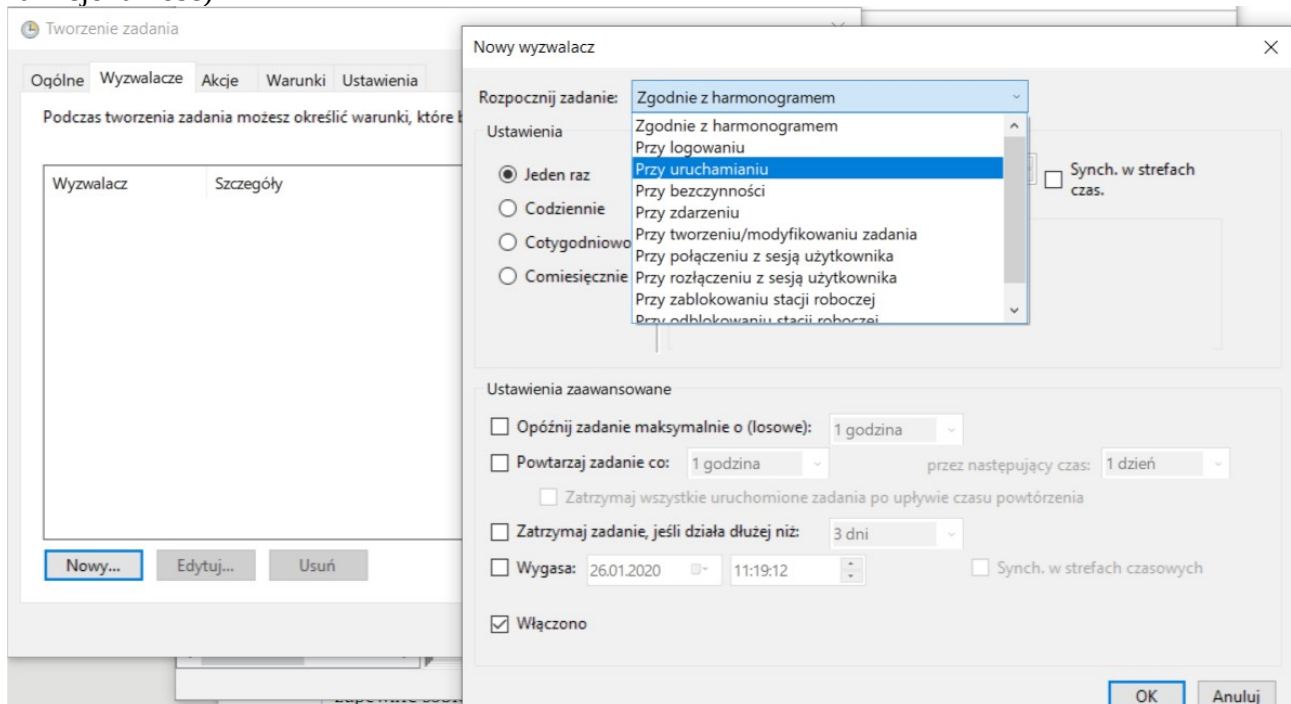 Tworzenie zadania
Ogólne Wyzwalacze Akcje Warunki Ustawienia
Podczas tworzenia zadania możesz określić warunki, które
Wyzwalacz Szczegóły
Nowy... Edytuj... Usuń
Nowy wyzwalacz
Rozpocznij zadanie: Zgodnie z harmonogramem
Ustawienia
Zgodnie z harmonogramem
Przy logowaniu
Przy uruchamianiu
Przy bezczynności
Przy zdarzeniu
Przy tworzeniu/modyfikowaniu zadania
Przy połączeniu z sesją użytkownika
Przy rozłączeniu z sesją użytkownika
Przy zablokowaniu stacji roboczej
Przy odblokowaniu stacji roboczej
Jeden raz
Codziennie
Cotygodniowo
Comiesięcznie
Synch. w strefach
czas.
Ustawienia zaawansowane
Opóźnij zadanie maksymalnie o (losowe): 1 godzina
Powtarzaj zadanie co: 1 godzina przez następujący czas: 1 dzień
Zatrzymaj wszystkie uruchomione zadania po upływie czasu powtórzenia
Zatrzymaj zadanie, jeśli działa dłużej niż: 3 dni
Wygasa: 26.01.2020 11:19:12 Synch. w strefach czasowych
Włączono
OK Anuluj